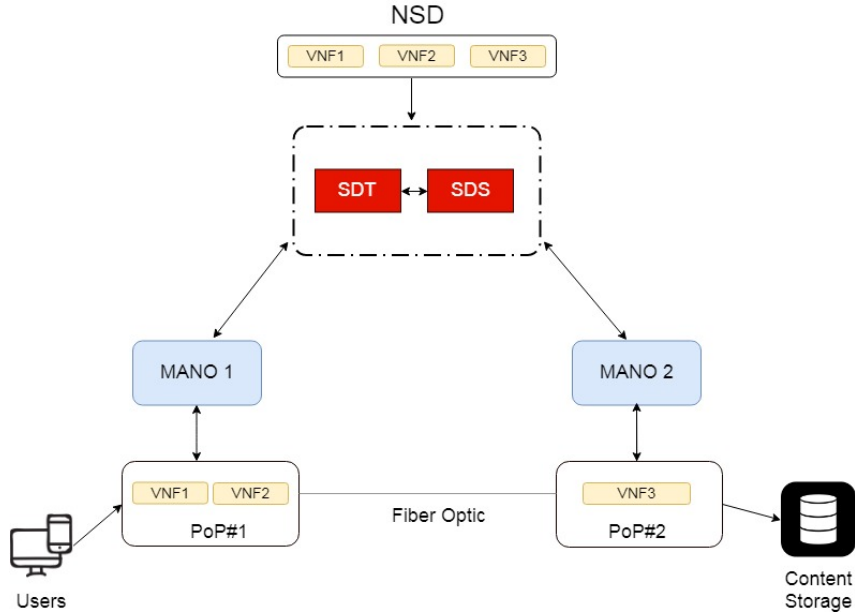 NSD
VNF1 VNF2 VNF3
SDT SDS
MANO 1 MANO 2
VNF1 VNF2 VNF3
Fiber Optic
PoP#1 PoP#2
Users
Content
Storage